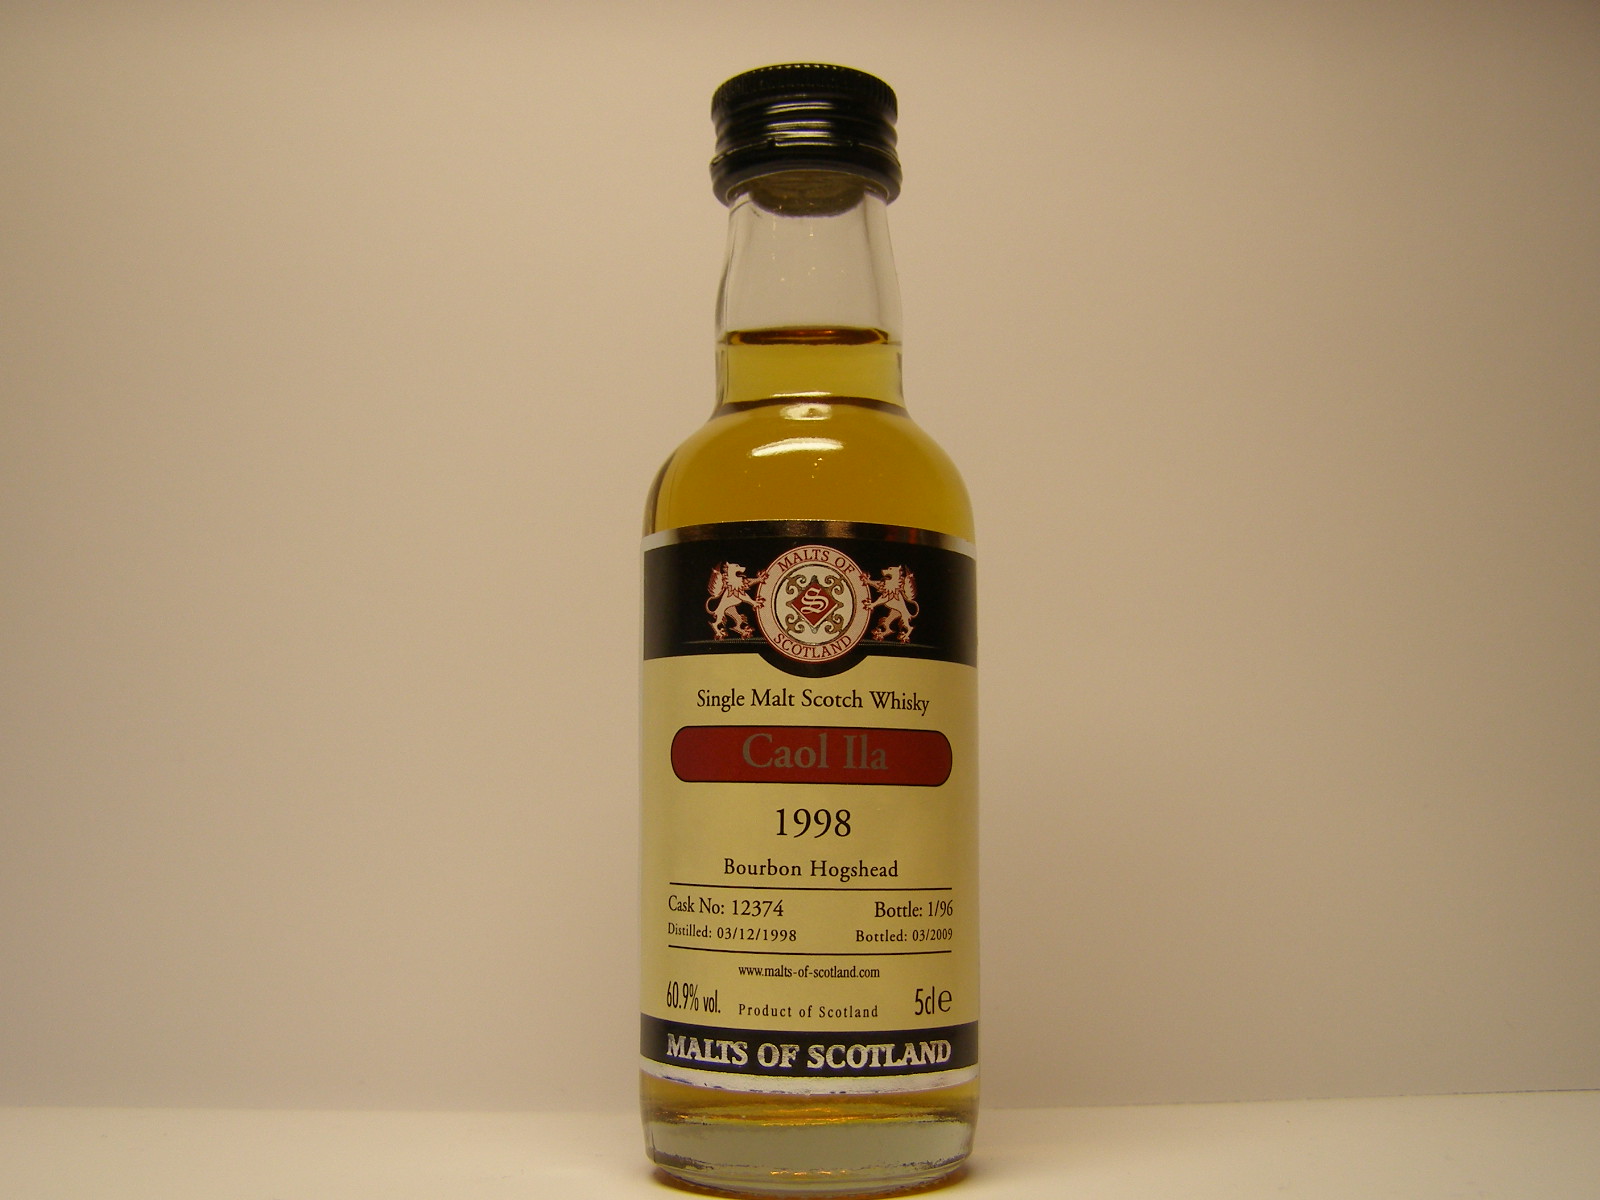 MALTS OF
S
SCOTLAND
Single Malt Scotch Whisky
Caol Ila
1998
Bourbon Hogshead
Cask No: 12374 Bottle: 1/96
Distilled: 03/12/1998 Bottled: 03/2009
www.malts-of-scotland.com
60.9% vol. Product of Scotland 5cl e
MALTS OF SCOTLAND